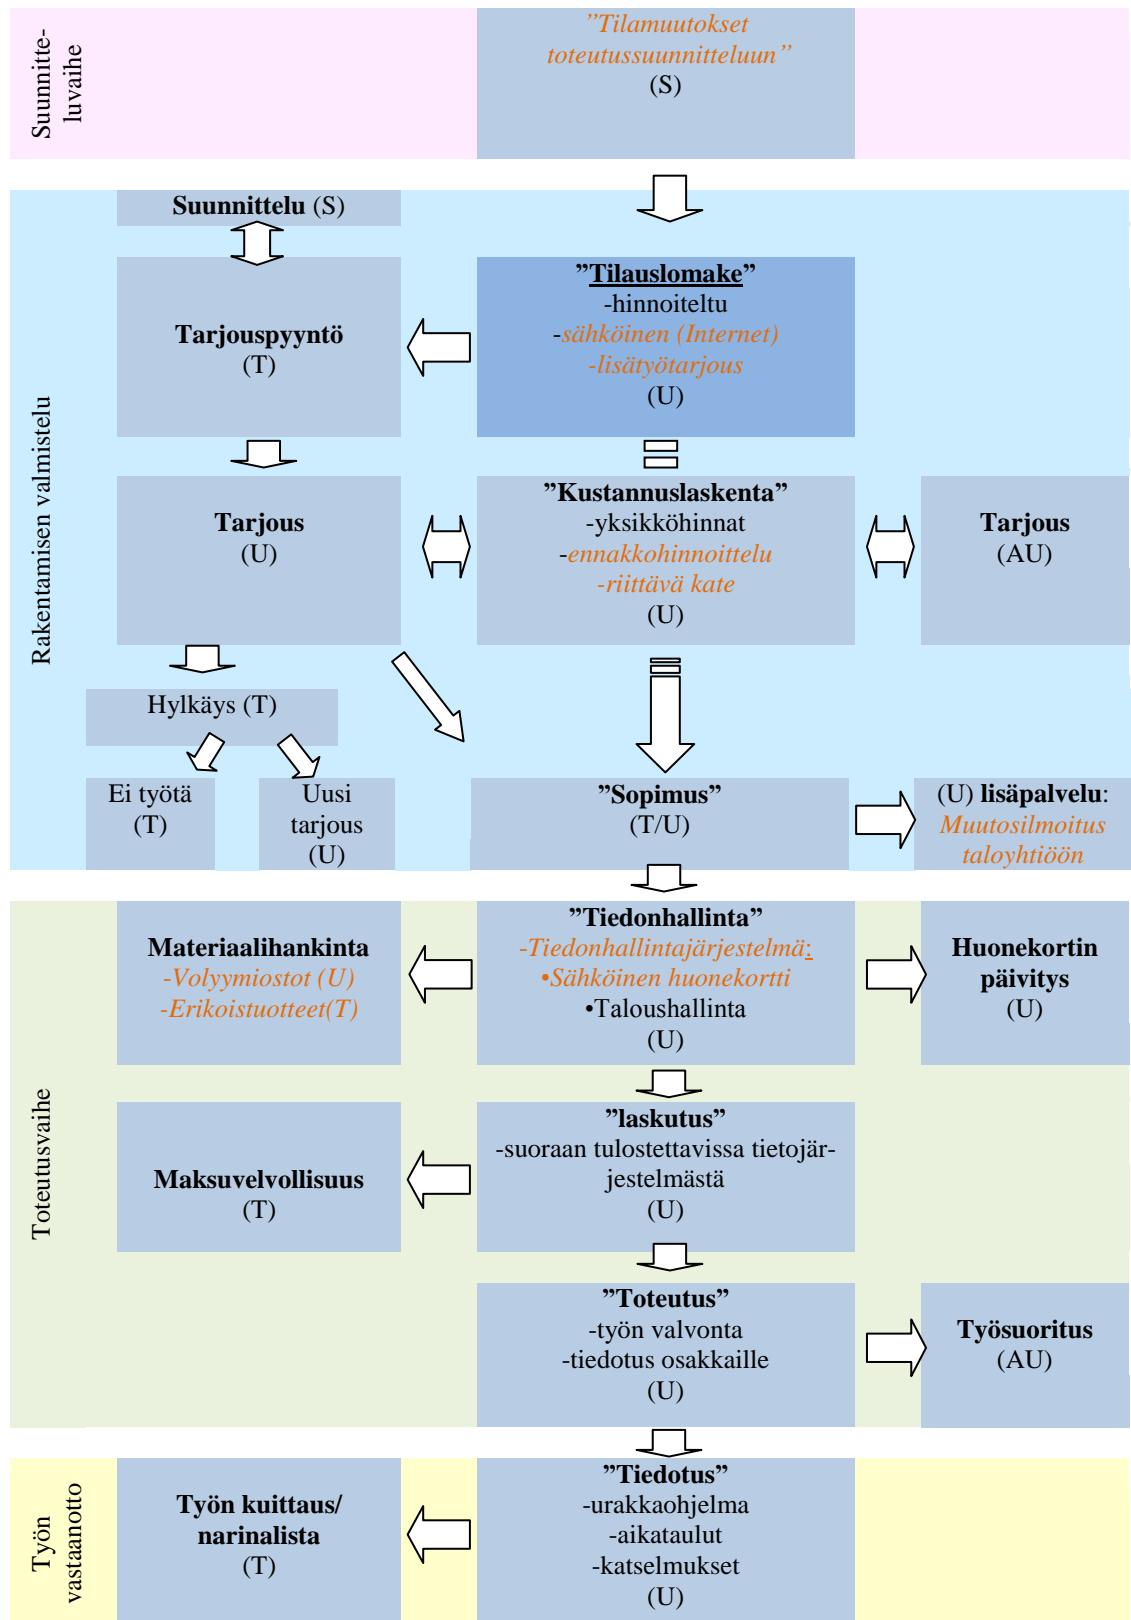 Suunnitte-
luvaihe
”Tilamuutokset
toteutussuunnitteluun”
(S)
Rakentamisen valmistelu
Suunnittelu (S)
Tarjouspyyntö
(T)
”Tilauslomake”
-hinnoiteltu
-sähköinen (Internet)
-lisätyötarjous
(U)
Tarjous
(U)
”Kustannuslaskenta”
-yksikköhinnat
-ennakkohinnoittelu
-riittävä kate
(U)
Tarjous
(AU)
Hylkäys (T)
Ei työtä
(T)
Uusi
tarjous
(U)
”Sopimus”
(T/U)
(U) lisäpalvelu:
Muutosilmoitus
taloyhtiöön
Toteutusvaihe
Materiaalihankinta
-Volyymiostot (U)
-Erikoistuotteet(T)
”Tiedonhallinta”
-Tiedonhallintajärjestelmä:
•Sähköinen huonekortti
•Taloushallinta
(U)
Huonekortin
päivitys
(U)
Maksuvelvollisuus
(T)
”laskutus”
-suoraan tulostettavissa tietojär-
jestelmästä
(U)
”Toteutus”
-työn valvonta
-tiedotus osakkaille
(U)
Työsuoritus
(AU)
Työn
vastaanotto
Työn kuittaus/
narinalista
(T)
”Tiedotus”
-urakkaohjelma
-aikataulut
-katselmukset
(U)